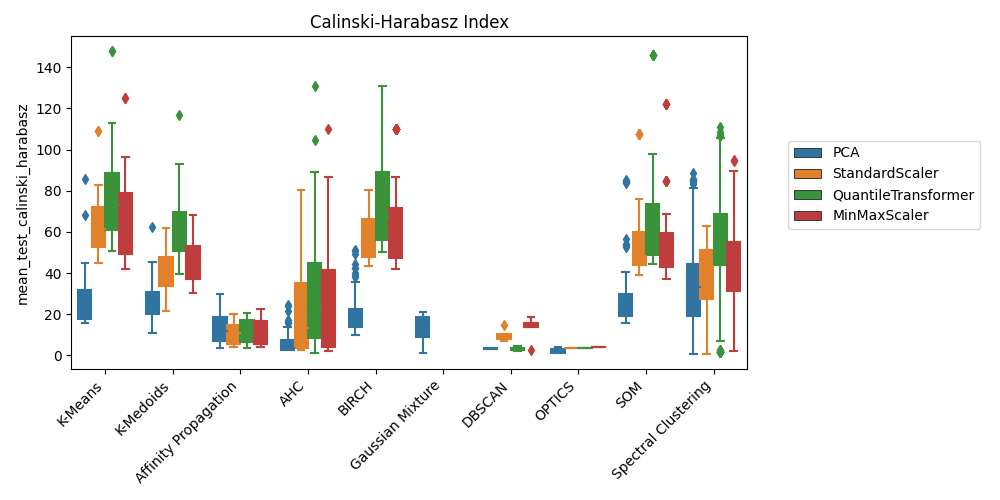 Calinski-Harabasz Index
mean_test_calinski_harabasz
140
120
100
80
60
40
20
0
K-Means
K-Medoids
Affinity Propagation
AHC
BIRCH
Gaussian Mixture
DBSCAN
OPTICS
SOM
Spectral Clustering
PCA
StandardScaler
QuantileTransformer
MinMaxScaler